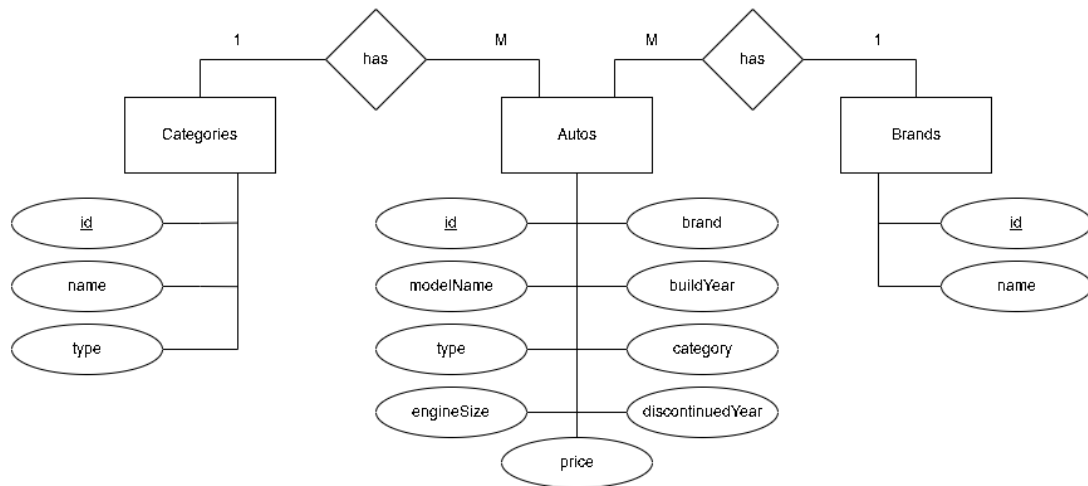 1
has
M
M
has
1
Categories
Autos
Brands
id
name
type
id
brand
modelName
buildYear
type
category
engineSize
discontinuedYear
price
id
name